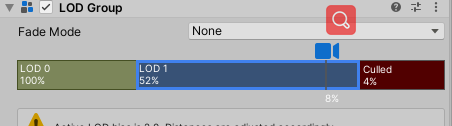 LOD Group
Fade Mode
None
LOD 0
100%
LOD 1
52%
Culled
4%
8%